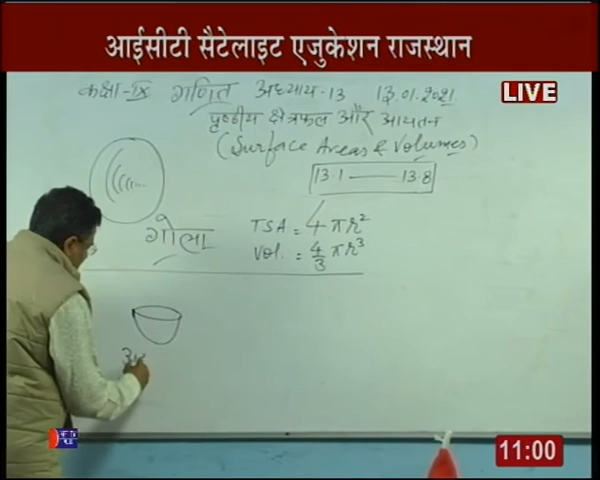 आईसीटी सैटेलाइट एजुकेशन राजस्थान
LIVE
कक्षा-IX गणित अध्याय-13 13.01.2021
पृष्ठीय क्षेत्रफल और आयतन
(Surface Areas & Volumes)
13.1 —— 13.8
गोला
TSA = 4πr²
Vol. = 4/3 πr³
11:00